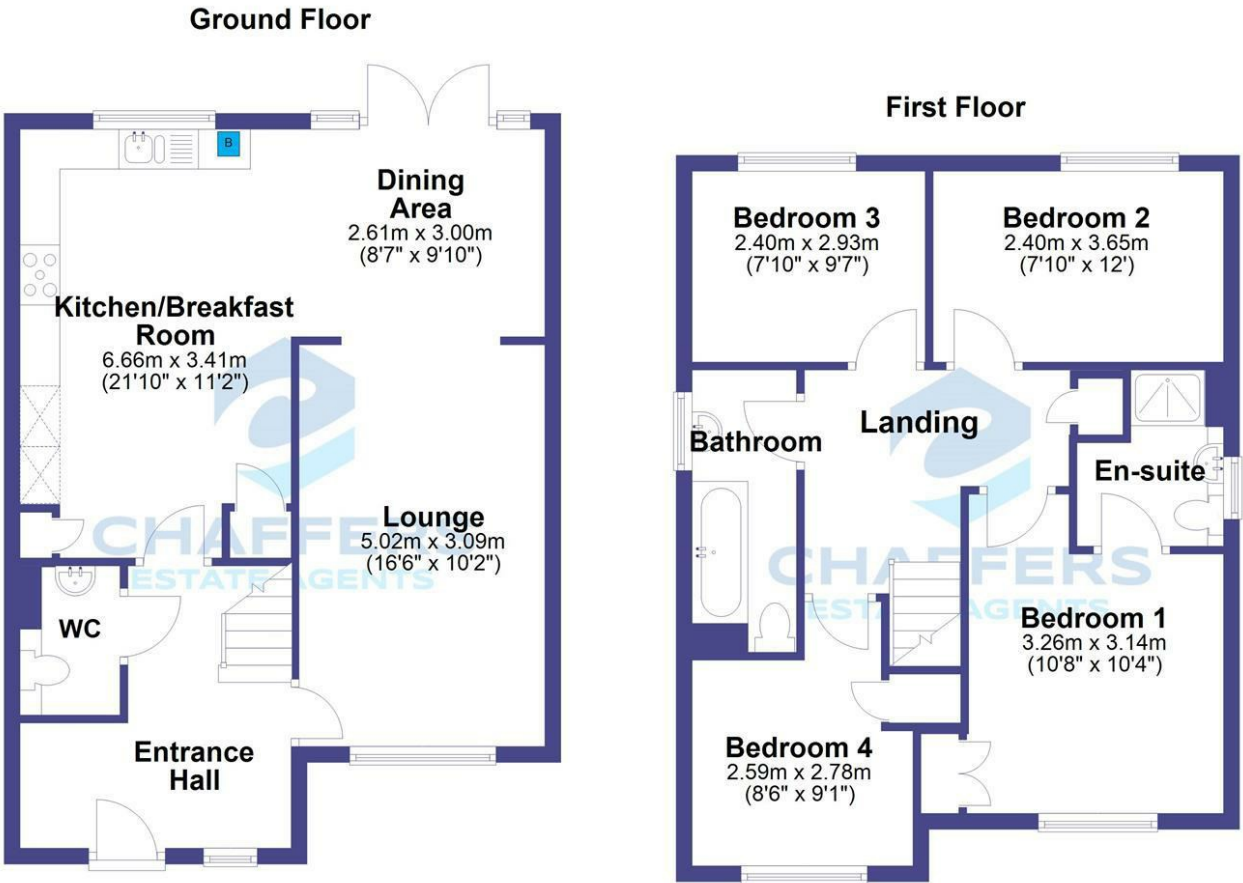 Ground Floor
B
Dining
Area
2.61m x 3.00m
(8'7" x 9'10")
Kitchen/Breakfast
Room
6.66m x 3.41m
(21'10" x 11'2")
Lounge
5.02m x 3.09m
(16'6" x 10'2")
WC
Entrance
Hall
CHAFFERS
ESTATE AGENTS
First Floor
Bedroom 3
2.40m x 2.93m
(7'10" x 9'7")
Bedroom 2
2.40m x 3.65m
(7'10" x 12')
Landing
Bathroom
En-suite
CHAFFERS
ESTATE AGENTS
Bedroom 1
3.26m x 3.14m
(10'8" x 10'4")
Bedroom 4
2.59m x 2.78m
(8'6" x 9'1")